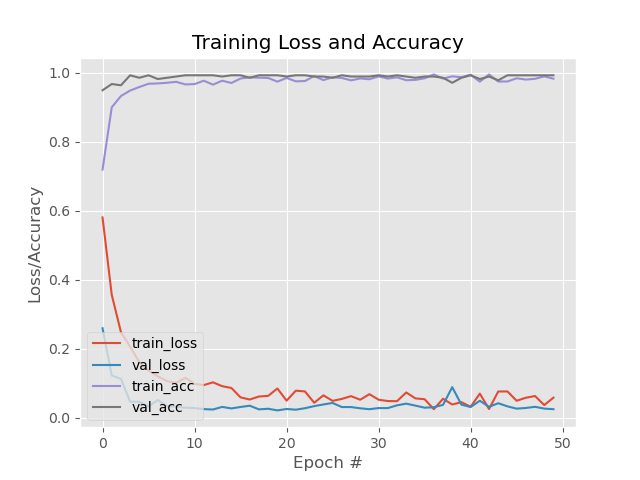 Training Loss and Accuracy
Loss/Accuracy
1.0
0.8
0.6
0.4
0.2
0.0
train_loss
val_loss
train_acc
val_acc
0 10 20 30 40 50
Epoch #